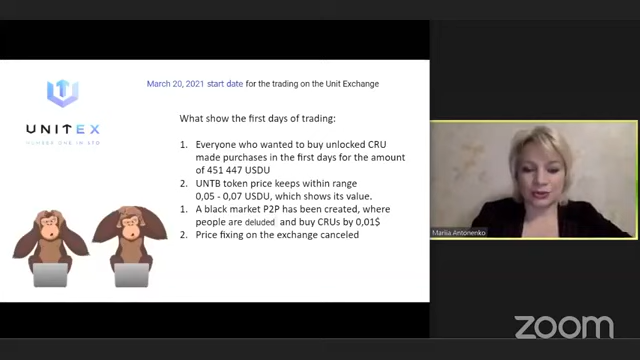 March 20, 2021 start date for the trading on the Unit Exchange
UNITEX
NUMBER ONE IN STO
What show the first days of trading:
1. Everyone who wanted to buy unlocked CRU
made purchases in the first days for the amount
of 451 447 USDU
2. UNTB token price keeps within range
0,05 - 0,07 USDU, which shows its value.
1. A black market P2P has been created, where
people are deluded and buy CRUs by 0,01$
2. Price fixing on the exchange canceled
Mariia Antonenko
zoom